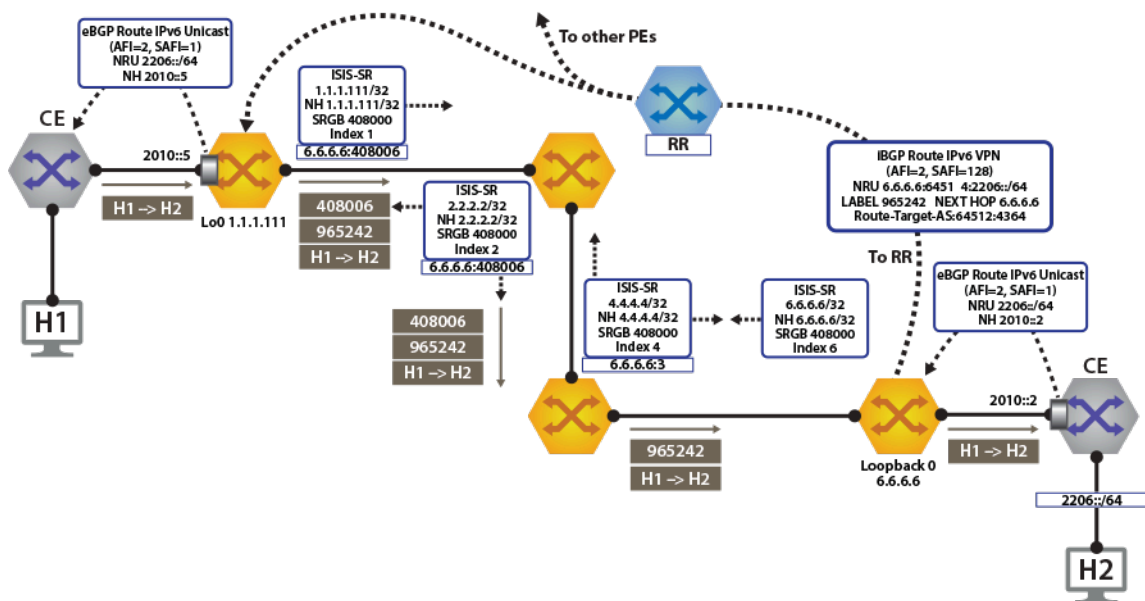 eBGP Route IPv6 Unicast
(AFI=2, SAFI=1)
NRU 2206::/64
NH 2010::5
To other PEs
CE
ISIS-SR
1.1.1.111/32
NH 1.1.1.111/32
SRGB 408000
Index 1
6.6.6.6:408006
RR
2010::5
H1 –> H2
Lo0 1.1.1.111
408006
965242
H1 –> H2
ISIS-SR
2.2.2.2/32
NH 2.2.2.2/32
SRGB 408000
Index 2
6.6.6.6:408006
iBGP Route IPv6 VPN
(AFI=2, SAFI=128)
NRU 6.6.6.6:6451 4:2206::/64
LABEL 965242 NEXT HOP 6.6.6.6
Route-Target-AS:64512:4364
To RR
eBGP Route IPv6 Unicast
(AFI=2, SAFI=1)
NRU 2206::/64
NH 2010::2
H1
408006
965242
H1 –> H2
ISIS-SR
4.4.4.4/32
NH 4.4.4.4/32
SRGB 408000
Index 4
6.6.6.6:3
ISIS-SR
6.6.6.6/32
NH 6.6.6.6/32
SRGB 408000
Index 6
CE
2010::2
965242
H1 –> H2
Loopback 0
6.6.6.6
H1 –> H2
2206::/64
H2